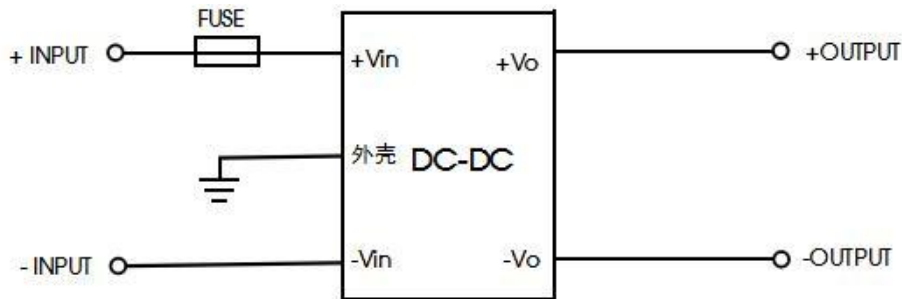 FUSE
+ INPUT
+Vin
+Vo
+OUTPUT
外壳 DC-DC
- INPUT
-Vin
-Vo
-OUTPUT